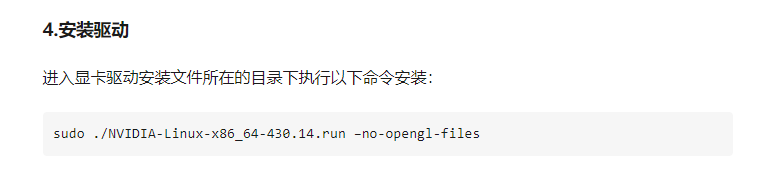 4.安装驱动
进入显卡驱动安装文件所在的目录下执行以下命令安装：
sudo ./NVIDIA-Linux-x86_64-430.14.run –no-opengl-files